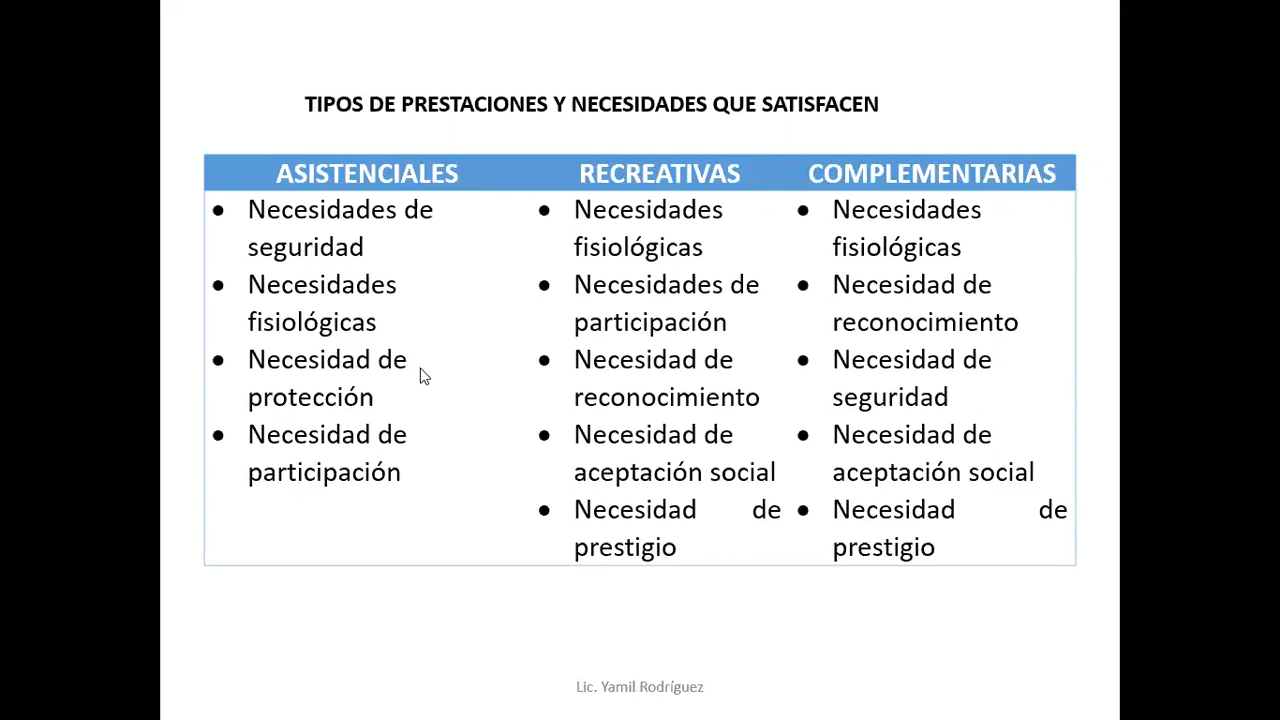 TIPOS DE PRESTACIONES Y NECESIDADES QUE SATISFACEN
ASISTENCIALES
• Necesidades de
seguridad
• Necesidades
fisiológicas
• Necesidad de
protección
• Necesidad de
participación
RECREATIVAS
• Necesidades
fisiológicas
• Necesidades de
participación
• Necesidad de
reconocimiento
• Necesidad de
aceptación social
• Necesidad de
prestigio
COMPLEMENTARIAS
• Necesidades
fisiológicas
• Necesidad de
reconocimiento
• Necesidad de
seguridad
• Necesidad de
aceptación social
• Necesidad de
prestigio
Lic. Yamil Rodríguez